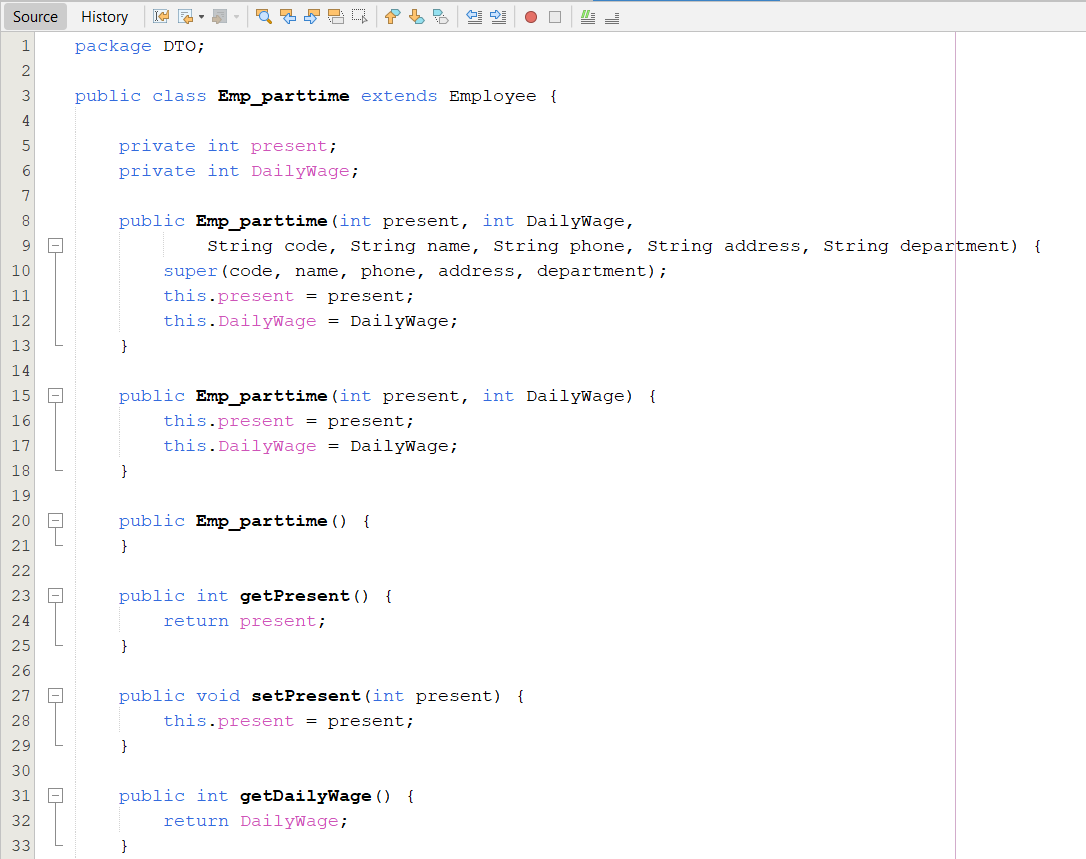 Source History
1 package DTO;
2
3 public class Emp_parttime extends Employee {
4
5 private int present;
6 private int DailyWage;
7
8 public Emp_parttime(int present, int DailyWage,
9 String code, String name, String phone, String address, String department) {
10 super(code, name, phone, address, department);
11 this.present = present;
12 this.DailyWage = DailyWage;
13 }
14
15 public Emp_parttime(int present, int DailyWage) {
16 this.present = present;
17 this.DailyWage = DailyWage;
18 }
19
20 public Emp_parttime() {
21 }
22
23 public int getPresent() {
24 return present;
25 }
26
27 public void setPresent(int present) {
28 this.present = present;
29 }
30
31 public int getDailyWage() {
32 return DailyWage;
33 }